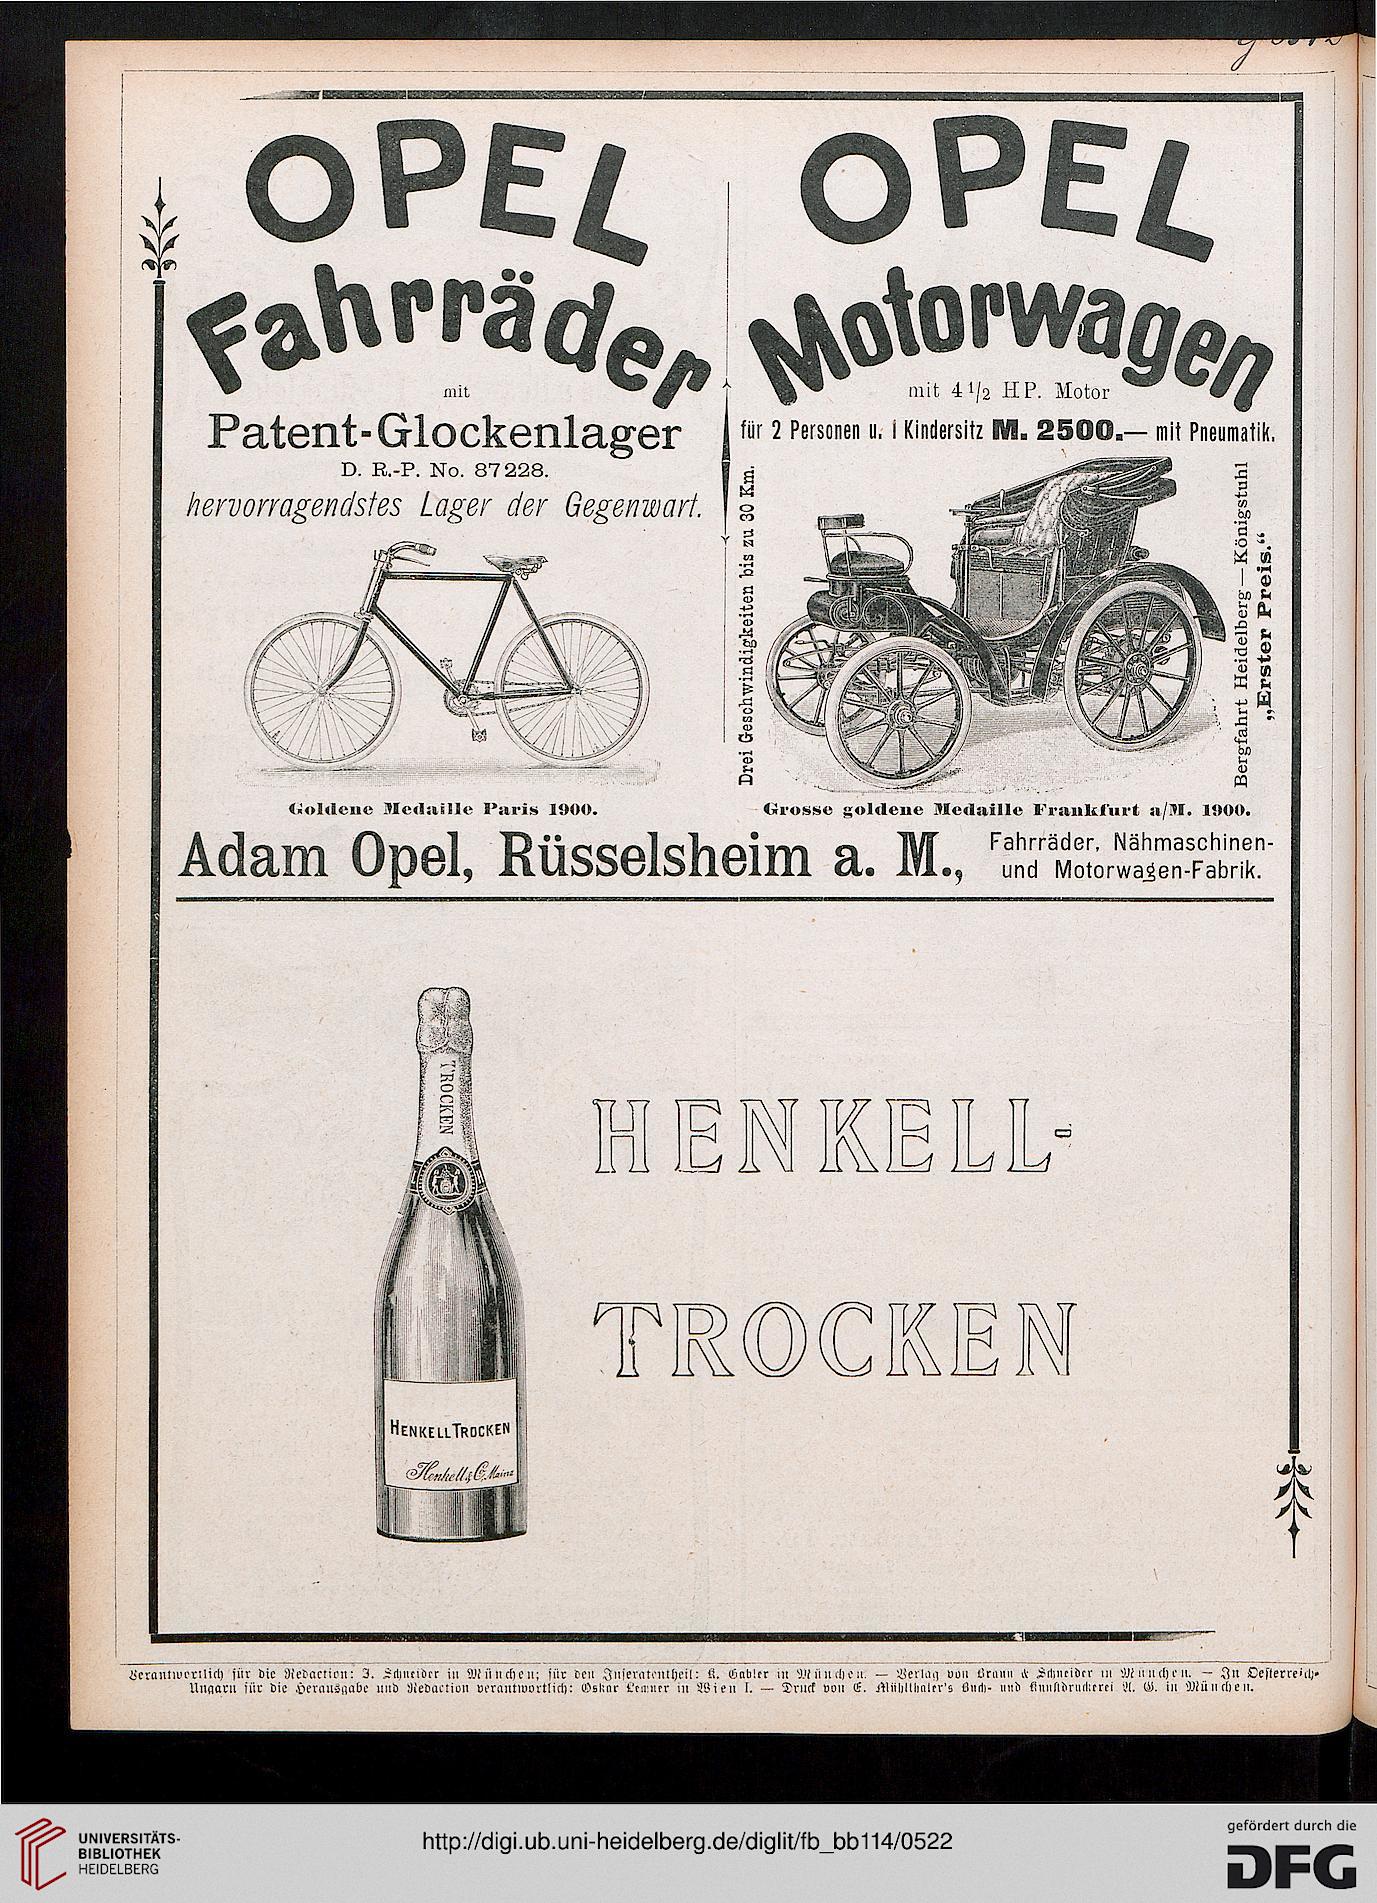 OPEL
Fahrräder
mit
Patent-Glockenlager
D. R.-P. No. 87228.
hervorragendstes Lager der Gegenwart.
Goldene Medaille Paris 1900.
OPEL
Motorwagen
mit 4 1/2 HP. Motor
für 2 Personen u. 1 Kindersitz M. 2500.— mit Pneumatik.
Drei Geschwindigkeiten bis zu 30 Km.
Bergfahrt Heidelberg—Königstuhl
„Erster Preis.“
Grosse goldene Medaille Frankfurt a/M. 1900.
Adam Opel, Rüsselsheim a. M.,
Fahrräder, Nähmaschinen-
und Motorwagen-Fabrik.
TROCKEN
HENKELL TROCKEN
Henkell & Co. Mainz
HENKELL-
TROCKEN
Verantwortlich für die Redaction: J. Schneider in München; für den Inseratentheil: K. Gabler in München. — Verlag von Braun & Schneider in München. — In Oesterreich-
Ungarn für die Herausgabe und Redaction verantwortlich: Oskar Lemner in Wien I. — Druck von E. Mühlthaler's Buch- und Kunstdruckerei A. G. in München.
UNIVERSITÄTS-
BIBLIOTHEK
HEIDELBERG
http://digi.ub.uni-heidelberg.de/diglit/fb_bb114/0522
gefördert durch die
DFG